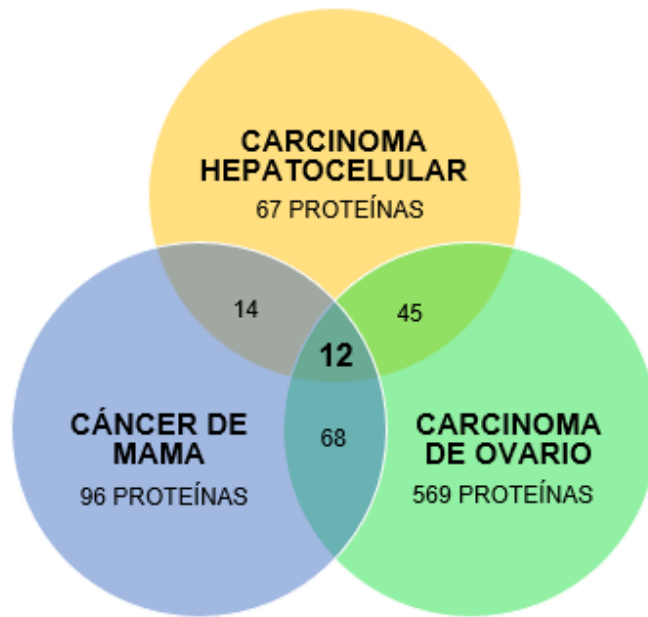 CARCINOMA
HEPATOCELULAR
67 PROTEÍNAS
14
45
12
CÁNCER DE
MAMA
96 PROTEÍNAS
68
CARCINOMA
DE OVARIO
569 PROTEÍNAS